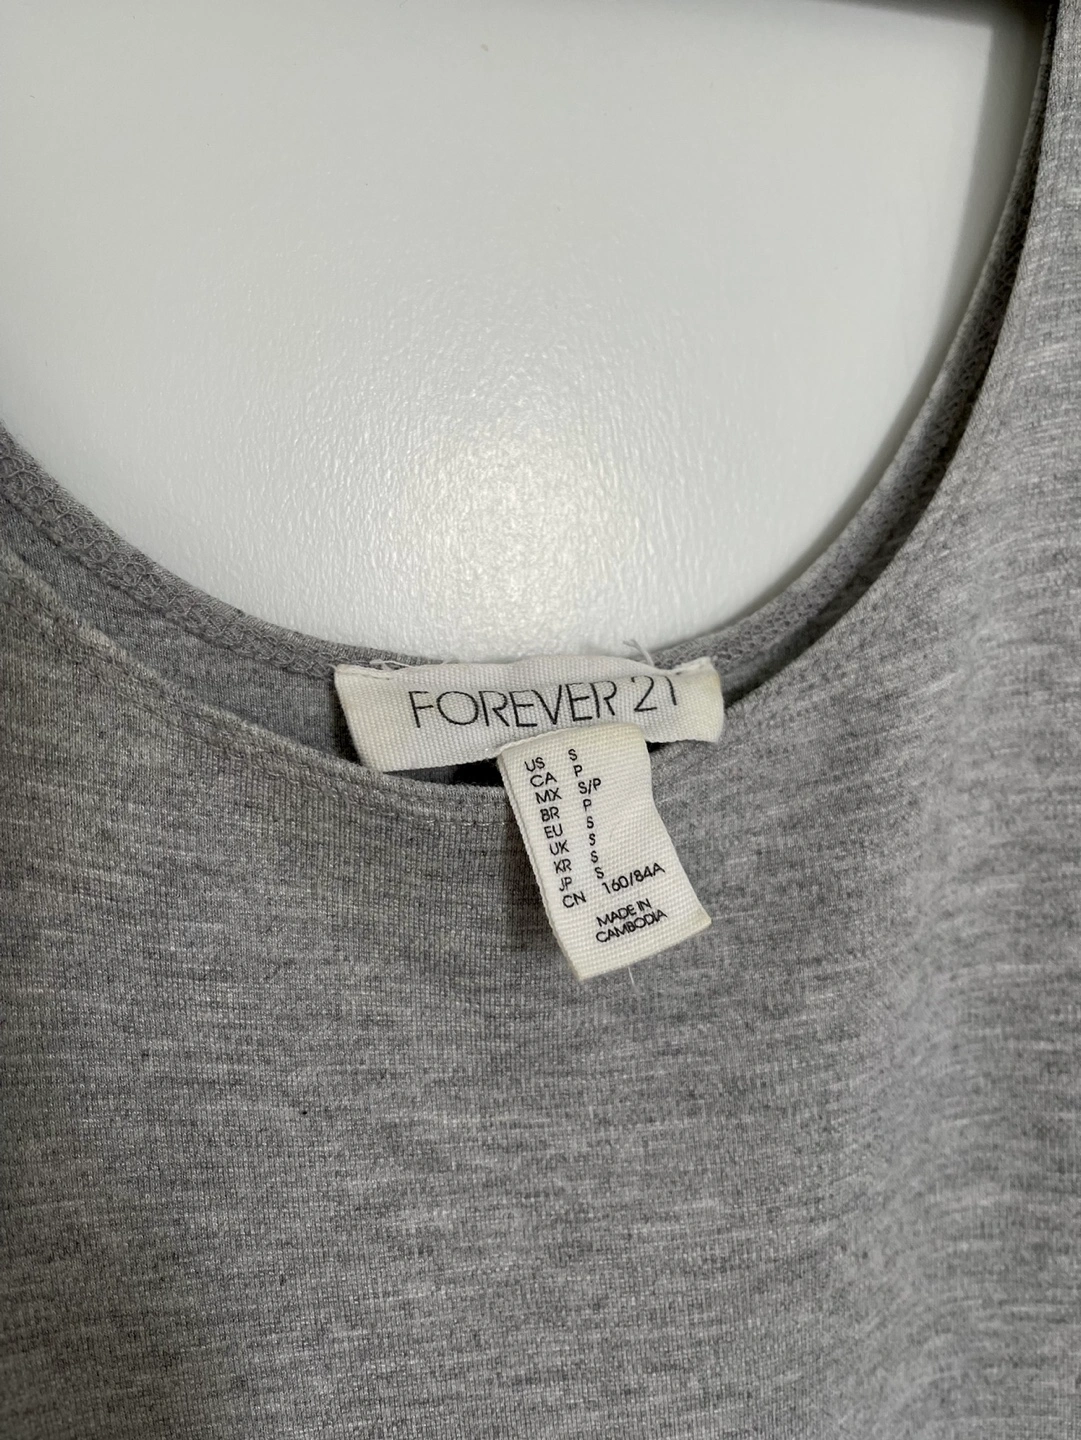 FOREVER 21
US S
CA P
MX S/P
BR P
EU S
UK S
KR S
JP S
CN 160/84A
MADE IN
CAMBODIA